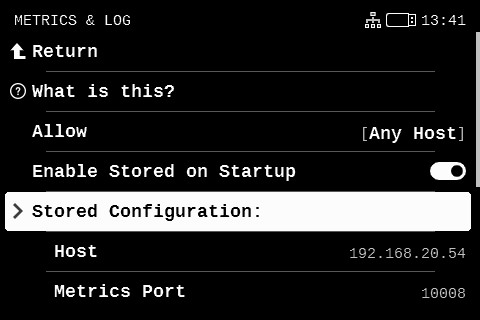 METRICS & LOG 13:41
Return
What is this?
Allow [Any Host]
Enable Stored on Startup
Stored Configuration:
Host 192.168.20.54
Metrics Port 10008